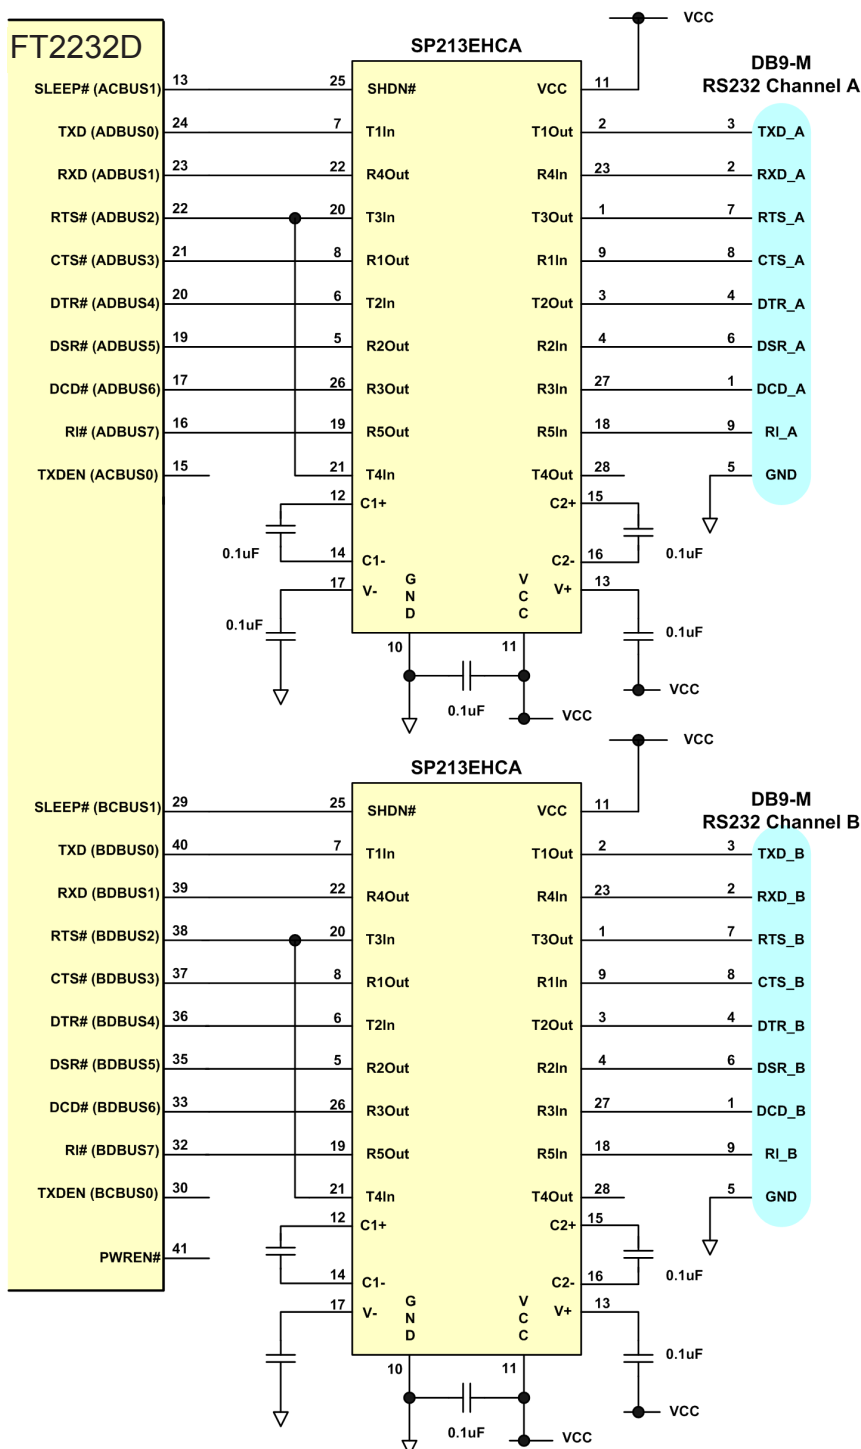 FT2232D
SP213EHCA
VCC
DB9-M
RS232 Channel A
SLEEP# (ACBUS1) 13 25 SHDN# VCC 11
TXD (ADBUS0) 24 7 T1In T1Out 2 3 TXD_A
RXD (ADBUS1) 23 22 R4Out R4In 23 2 RXD_A
RTS# (ADBUS2) 22 20 T3In T3Out 1 7 RTS_A
CTS# (ADBUS3) 21 8 R1Out R1In 9 8 CTS_A
DTR# (ADBUS4) 20 6 T2In T2Out 3 4 DTR_A
DSR# (ADBUS5) 19 5 R2Out R2In 4 6 DSR_A
DCD# (ADBUS6) 17 26 R3Out R3In 27 1 DCD_A
RI# (ADBUS7) 16 19 R5Out R5In 18 9 RI_A
TXDEN (ACBUS0) 15 21 T4In T4Out 28 5 GND
12 C1+ C2+ 15
0.1uF 0.1uF
14 C1- C2- 16
17 V- GND VCC V+ 13
0.1uF 0.1uF
10 11
VCC
0.1uF VCC
VCC
SP213EHCA
DB9-M
RS232 Channel B
SLEEP# (BCBUS1) 29 25 SHDN# VCC 11
TXD (BDBUS0) 40 7 T1In T1Out 2 3 TXD_B
RXD (BDBUS1) 39 22 R4Out R4In 23 2 RXD_B
RTS# (BDBUS2) 38 20 T3In T3Out 1 7 RTS_B
CTS# (BDBUS3) 37 8 R1Out R1In 9 8 CTS_B
DTR# (BDBUS4) 36 6 T2In T2Out 3 4 DTR_B
DSR# (BDBUS5) 35 5 R2Out R2In 4 6 DSR_B
DCD# (BDBUS6) 33 26 R3Out R3In 27 1 DCD_B
RI# (BDBUS7) 32 19 R5Out R5In 18 9 RI_B
TXDEN (BCBUS0) 30 21 T4In T4Out 28 5 GND
12 C1+ C2+ 15
PWREN# 41
0.1uF
14 C1- C2- 16
17 V- GND VCC V+ 13
0.1uF
10 11
VCC
0.1uF VCC